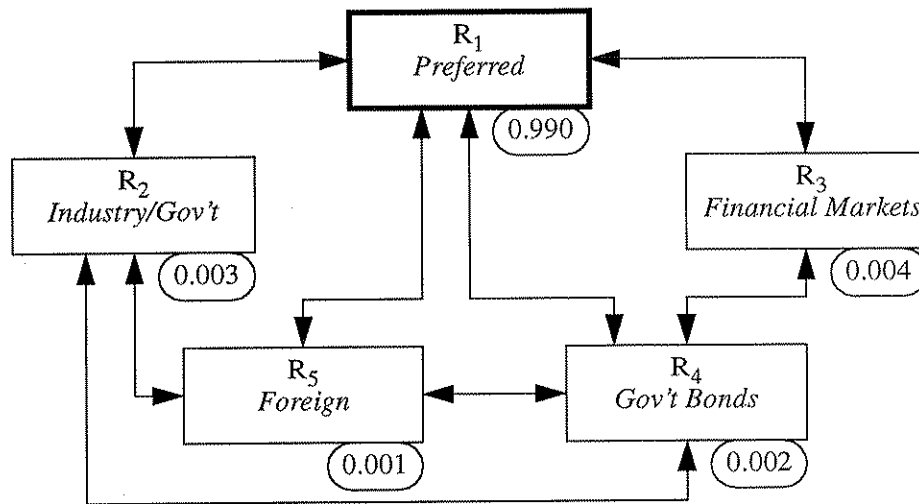 R1
Preferred
0.990
R2
Industry/Gov't
0.003
R3
Financial Markets
0.004
R5
Foreign
0.001
R4
Gov't Bonds
0.002